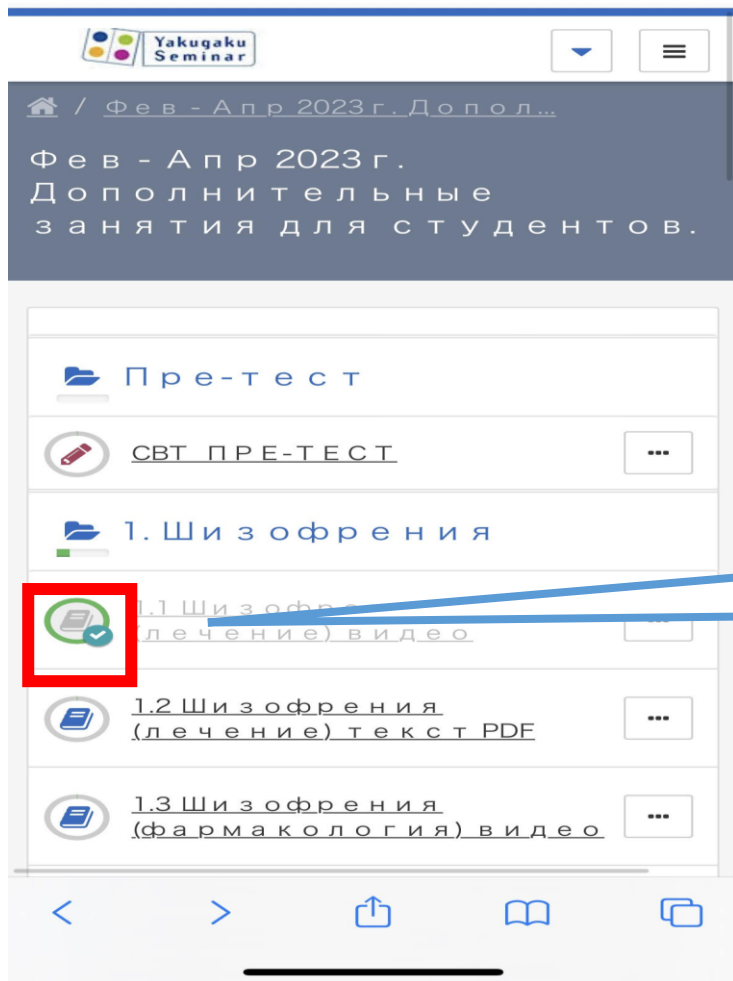 Yakugaku
Seminar
/ Фев-Апр 2023г. Допол...
Фев-Апр 2023г.
Дополнительные
занятия для студентов.
Пре-тест
CBT ПРЕ-ТЕСТ
1. Шизофрения
1.1 Шизофре
(лечение) видео
1.2 Шизофрения
(лечение) текст PDF
1.3 Шизофрения
(фармакология) видео